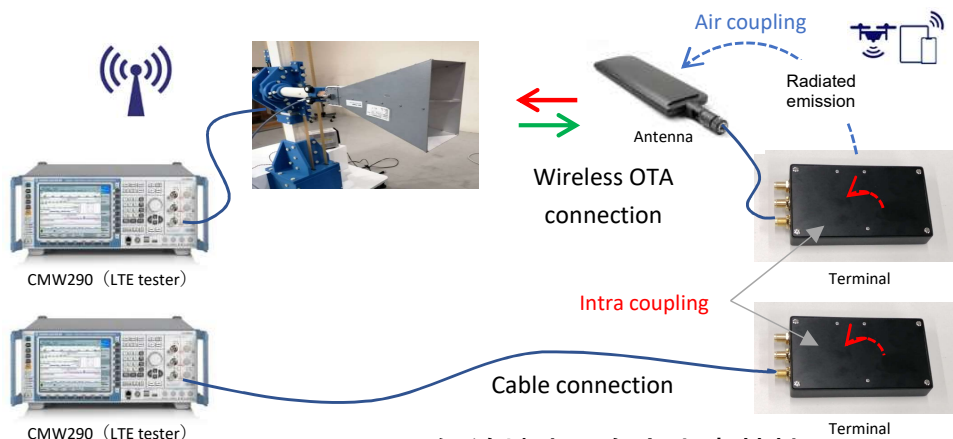 Air coupling
Radiated
emission
Antenna
Wireless OTA
connection
CMW290（LTE tester）
Terminal
Intra coupling
Cable connection
CMW290（LTE tester）
Terminal